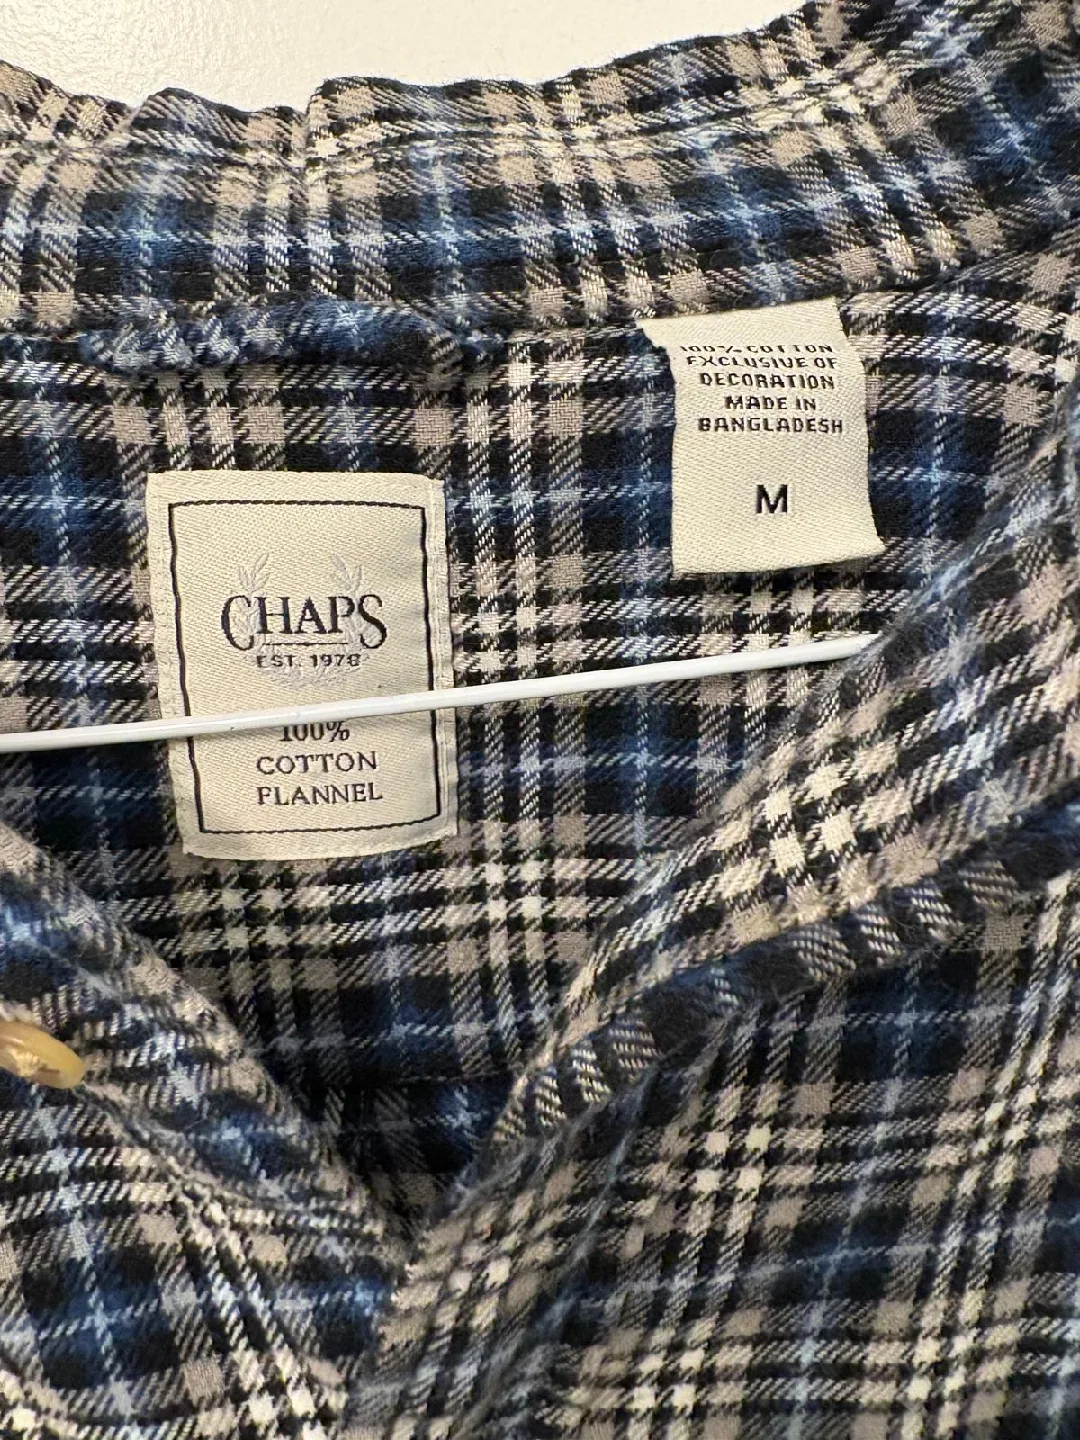 100% COTTON
EXCLUSIVE OF
DECORATION
MADE IN
BANGLADESH
M
CHAPS
EST. 1978
100%
COTTON
FLANNEL